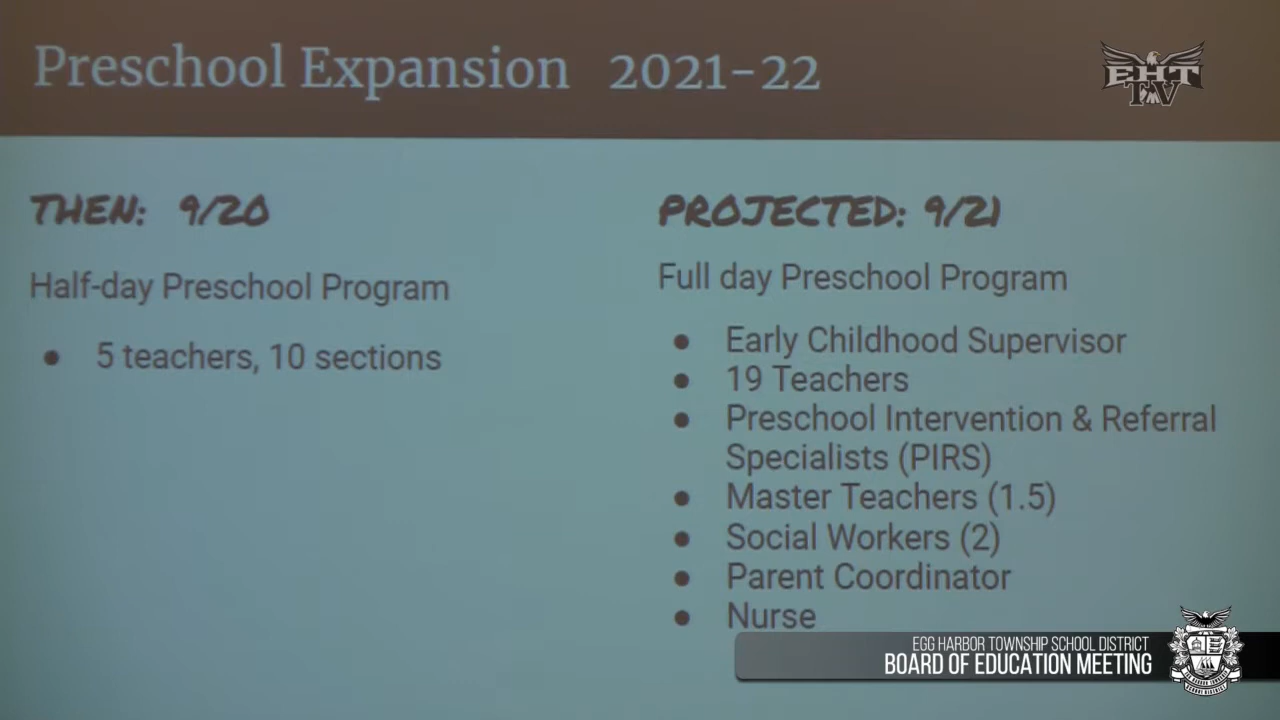 Preschool Expansion 2021-22
EHT
TV
THEN: 9/20
Half-day Preschool Program
• 5 teachers, 10 sections
PROJECTED: 9/21
Full day Preschool Program
• Early Childhood Supervisor
• 19 Teachers
• Preschool Intervention & Referral
Specialists (PIRS)
• Master Teachers (1.5)
• Social Workers (2)
• Parent Coordinator
• Nurse
EGG HARBOR TOWNSHIP SCHOOL DISTRICT
BOARD OF EDUCATION MEETING